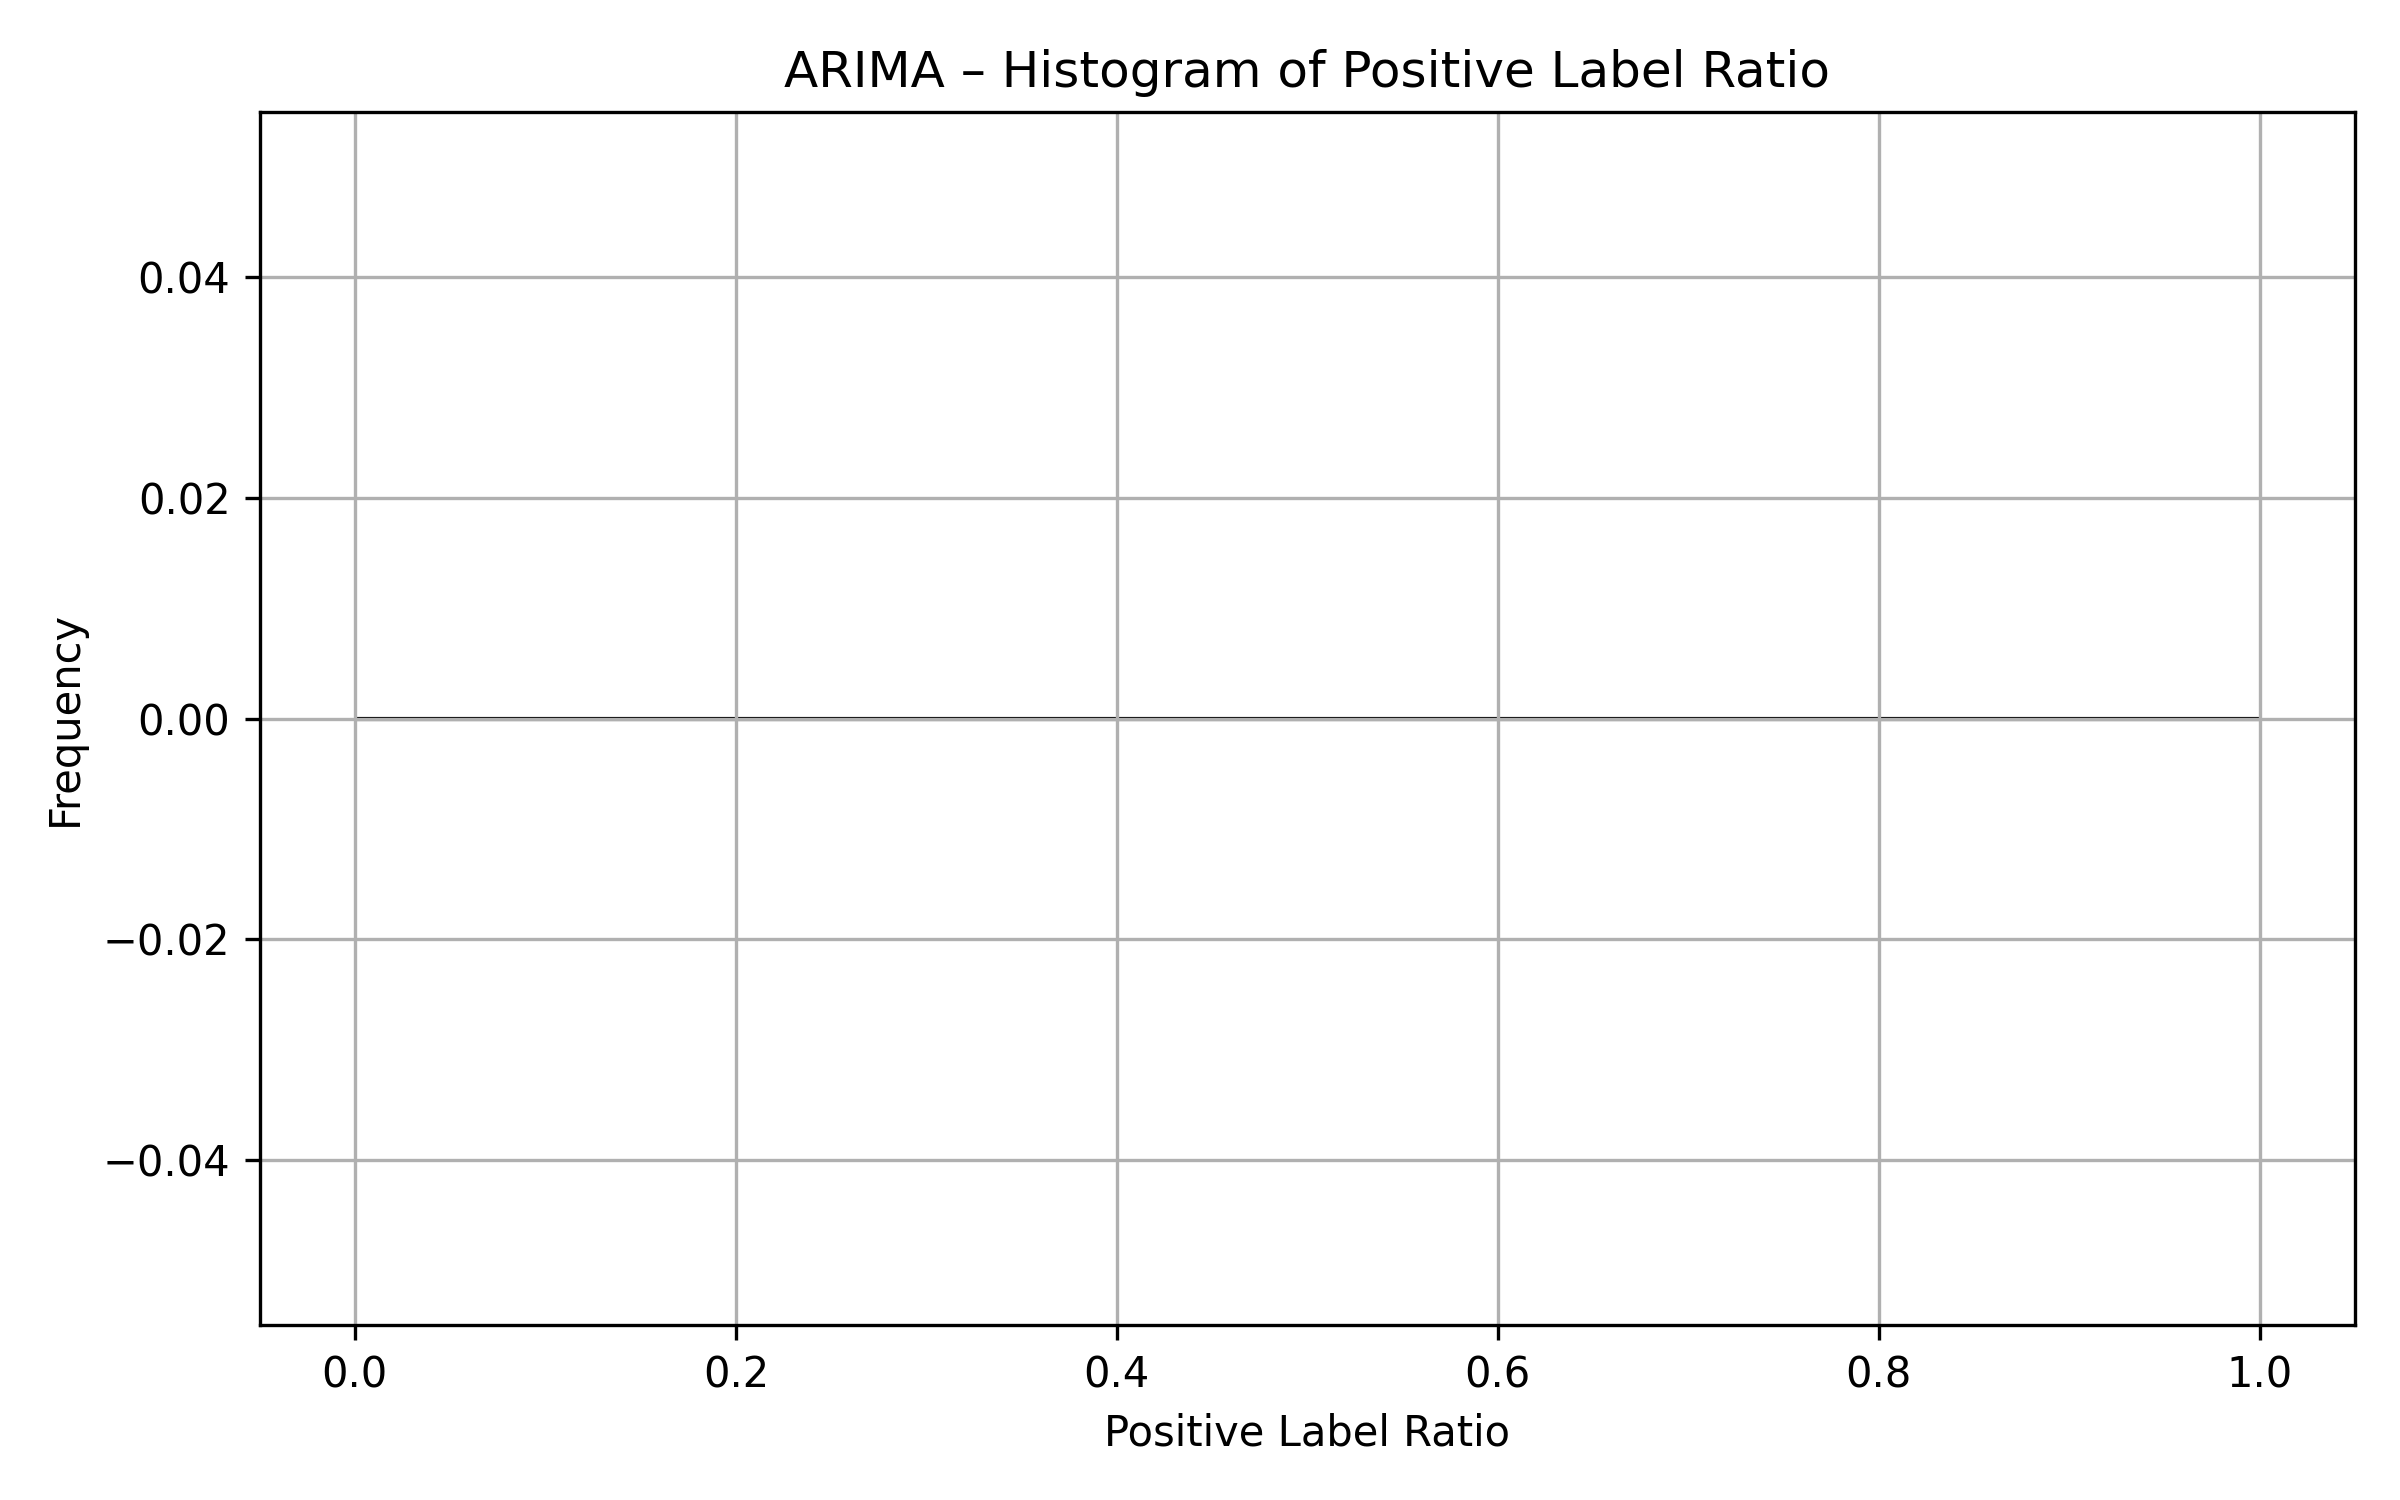 ARIMA – Histogram of Positive Label Ratio
0.04
0.02
0.00
−0.02
−0.04
Frequency
0.0 0.2 0.4 0.6 0.8 1.0
Positive Label Ratio